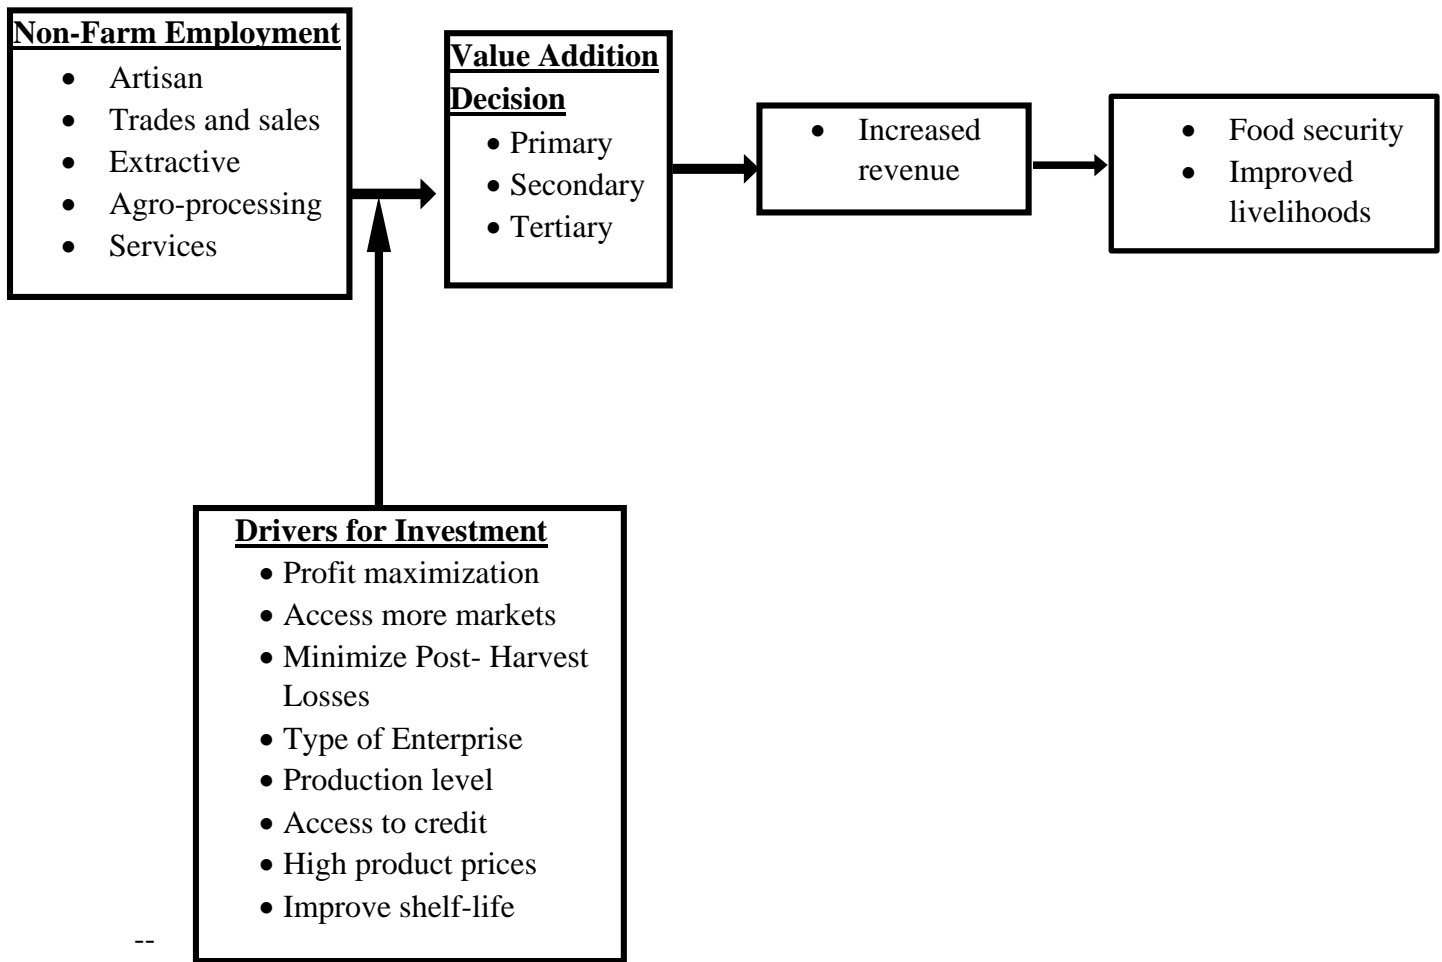 Non-Farm Employment
• Artisan
• Trades and sales
• Extractive
• Agro-processing
• Services
Value Addition
Decision
• Primary
• Secondary
• Tertiary
• Increased
revenue
• Food security
• Improved
livelihoods
Drivers for Investment
• Profit maximization
• Access more markets
• Minimize Post- Harvest
Losses
• Type of Enterprise
• Production level
• Access to credit
• High product prices
• Improve shelf-life
--